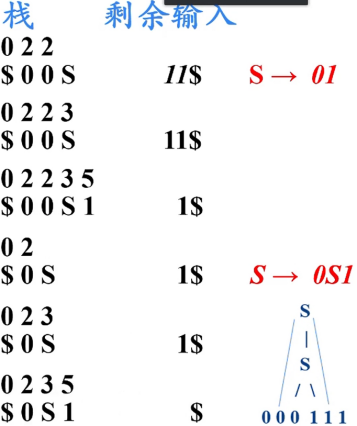 栈 剩余输入
0 2 2
$ 0 0 S 11$ S → 01
0 2 2 3
$ 0 0 S 11$
0 2 2 3 5
$ 0 0 S 1 1$
0 2
$ 0 S 1$ S → 0S1
0 2 3
$ 0 S 1$
0 2 3 5
$ 0 S 1 $
S
S
0 0 0 1 1 1